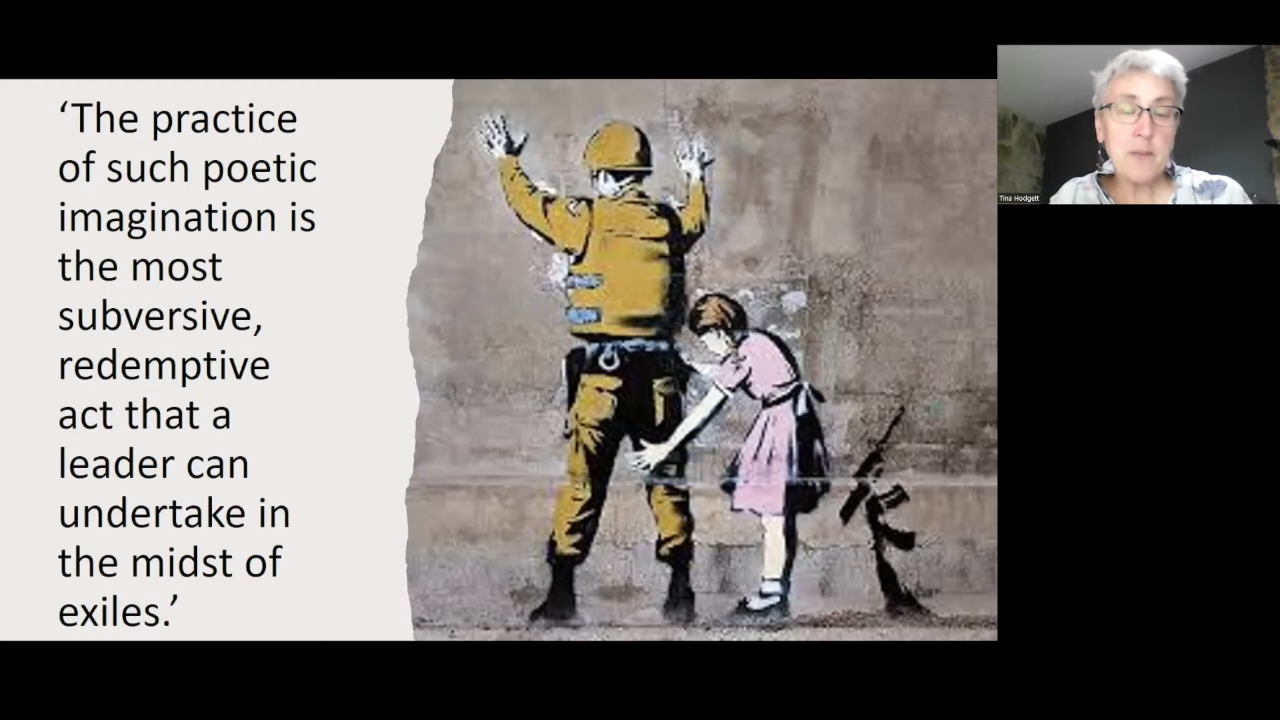 ‘The practice
of such poetic
imagination is
the most
subversive,
redemptive
act that a
leader can
undertake in
the midst of
exiles.’
Tina Hodgett